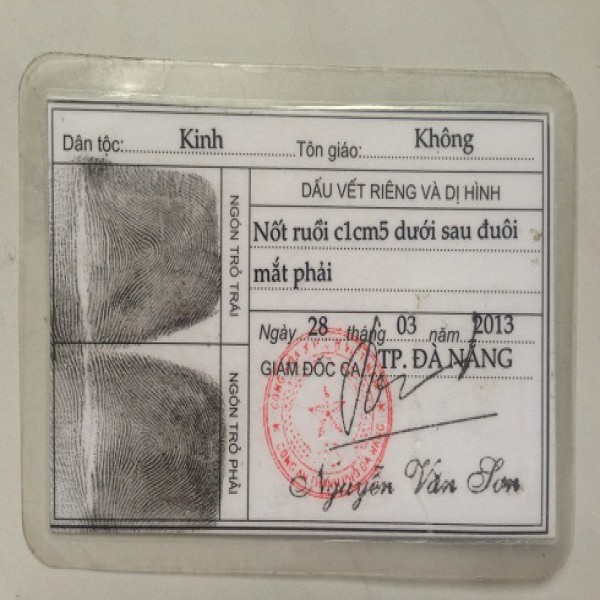 Dân tộc: Kinh Tôn giáo: Không
NGÓN TRỎ TRÁI
NGÓN TRỎ PHẢI
DẤU VẾT RIÊNG VÀ DỊ HÌNH
Nốt ruồi c1cm5 dưới sau đuôi
mắt phải
Ngày 28 tháng 03 năm 2013
GIÁM ĐỐC CA TP. ĐÀ NẴNG
Nguyễn Văn Sơn